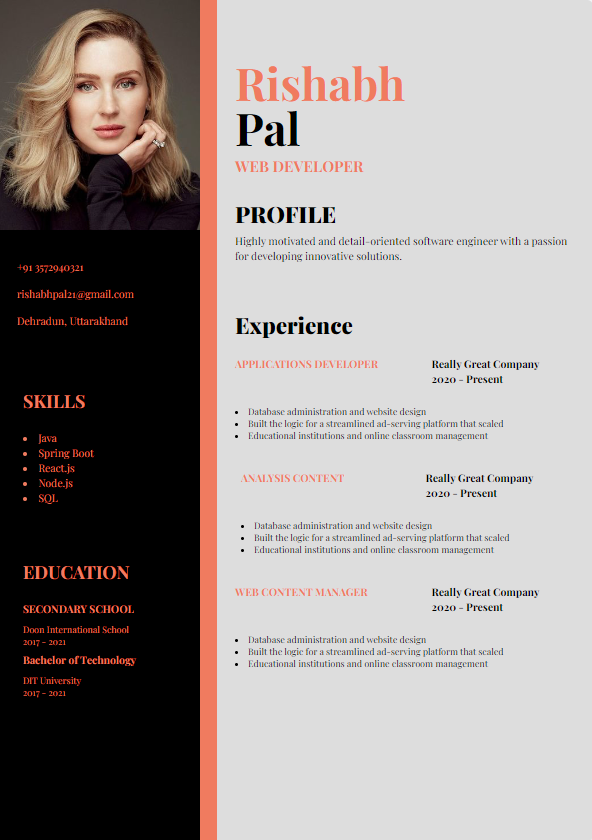 Rishabh
Pal
WEB DEVELOPER
PROFILE
Highly motivated and detail-oriented software engineer with a passion
for developing innovative solutions.
+91 3572940321
rishabhpal21@gmail.com
Dehradun, Uttarakhand
SKILLS
Java
Spring Boot
React.js
Node.js
SQL
EDUCATION
SECONDARY SCHOOL
Doon International School
2017 - 2021
Bachelor of Technology
DIT University
2017 - 2021
Experience
APPLICATIONS DEVELOPER
Really Great Company
2020 - Present
Database administration and website design
Built the logic for a streamlined ad-serving platform that scaled
Educational institutions and online classroom management
ANALYSIS CONTENT
Really Great Company
2020 - Present
Database administration and website design
Built the logic for a streamlined ad-serving platform that scaled
Educational institutions and online classroom management
WEB CONTENT MANAGER
Really Great Company
2020 - Present
Database administration and website design
Built the logic for a streamlined ad-serving platform that scaled
Educational institutions and online classroom management